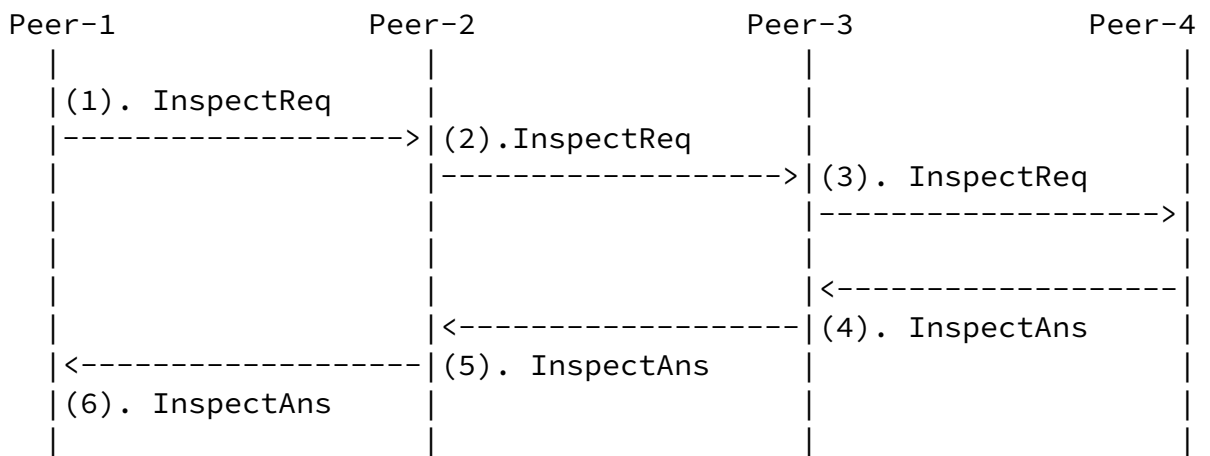 Peer-1 Peer-2 Peer-3 Peer-4
(1). InspectReq
(2).InspectReq
(3). InspectReq
(4). InspectAns
(5). InspectAns
(6). InspectAns